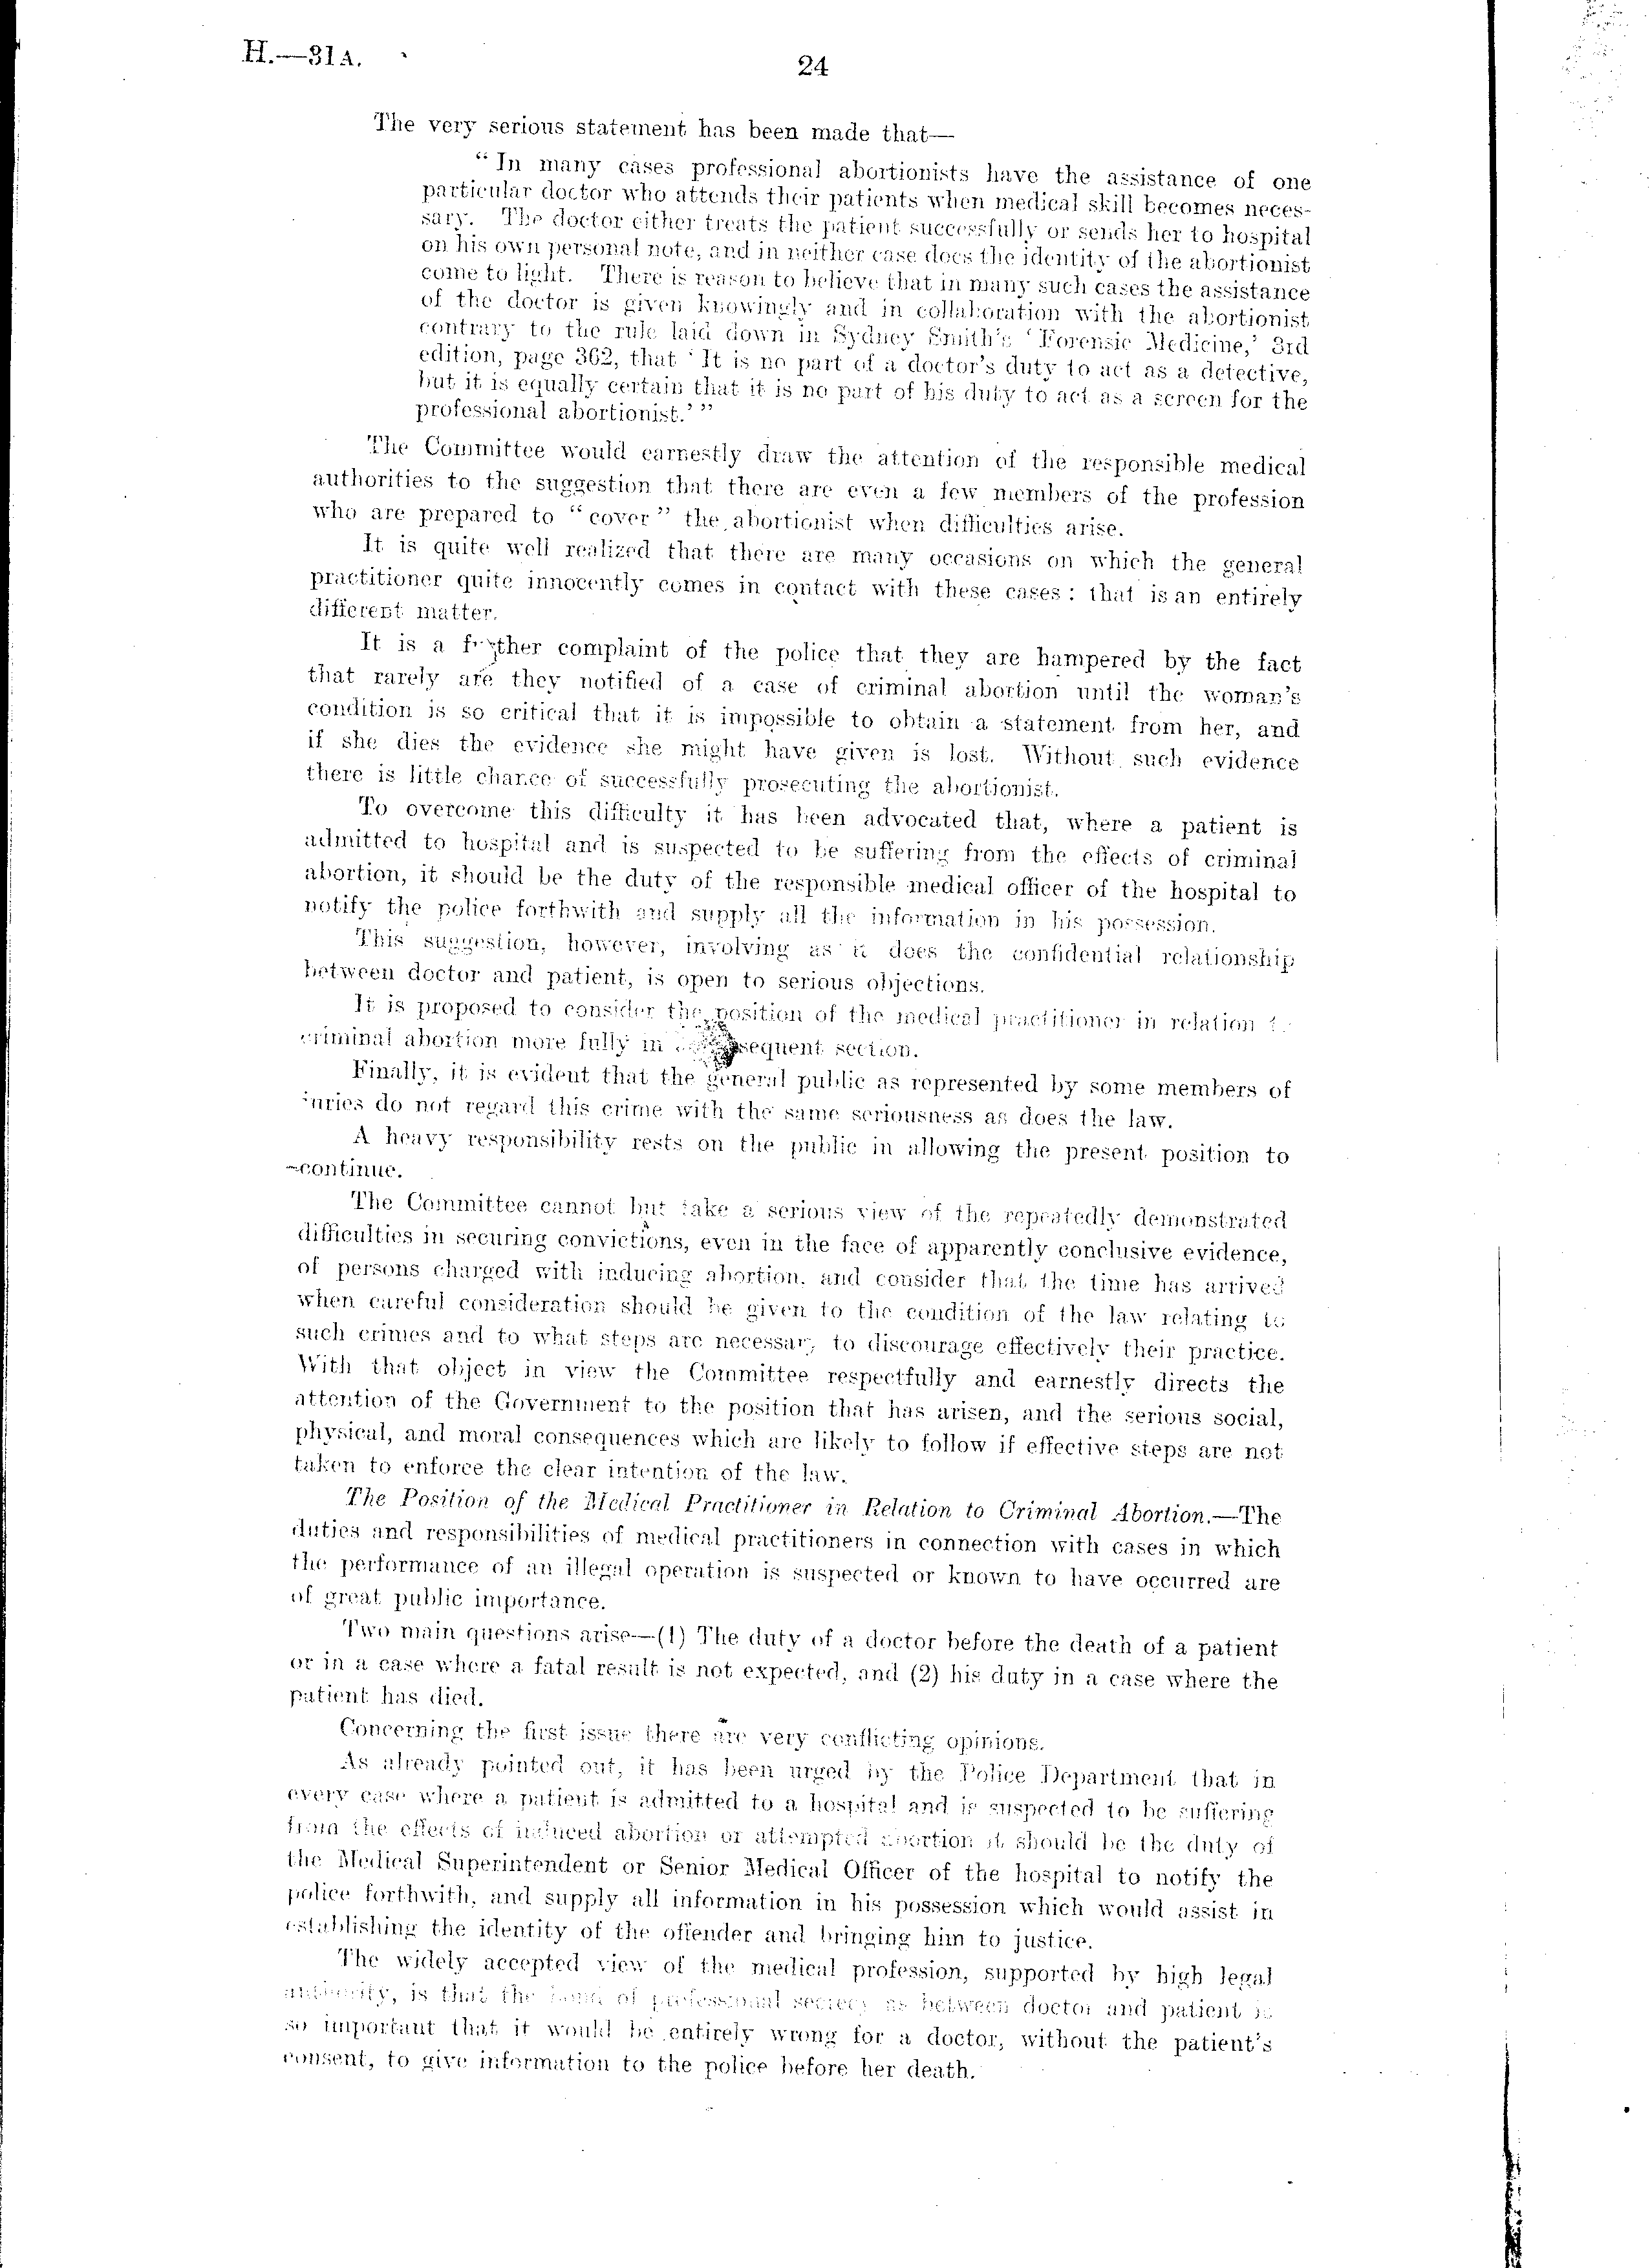 H.—31A.
24
The very serious statement has been made that—
“In many cases professional abortionists have the assistance of one
particular doctor who attends their patients when medical skill becomes neces-
sary. The doctor either treats the patient successfully or sends her to hospital
on his own personal note, and in neither case does the identity of the abortionist
come to light. There is reason to believe that in many such cases the assistance
of the doctor is given knowingly and in collaboration with the abortionist
contrary to the rule laid down in Sydney Smith's ‘Forensic Medicine,’ 3rd
edition, page 362, that ‘It is no part of a doctor's duty to act as a detective,
but it is equally certain that it is no part of his duty to act as a screen for the
professional abortionist.’”
The Committee would earnestly draw the attention of the responsible medical
authorities to the suggestion that there are even a few members of the profession
who are prepared to “cover” the abortionist when difficulties arise.
It is quite well realized that there are many occasions on which the general
practitioner quite innocently comes in contact with these cases: that is an entirely
different matter.
It is a further complaint of the police that they are hampered by the fact
that rarely are they notified of a case of criminal abortion until the woman's
condition is so critical that it is impossible to obtain a statement from her, and
if she dies the evidence she might have given is lost. Without such evidence
there is little chance of successfully prosecuting the abortionist.
To overcome this difficulty it has been advocated that, where a patient is
admitted to hospital and is suspected to be suffering from the effects of criminal
abortion, it should be the duty of the responsible medical officer of the hospital to
notify the police forthwith and supply all the information in his possession.
This suggestion, however, involving as it does the confidential relationship
between doctor and patient, is open to serious objections.
It is proposed to consider the position of the medical practitioner in relation
criminal abortion more fully in section.
Finally, it is evident that the general public as represented by some members of
juries do not regard this crime with the same seriousness as does the law.
A heavy responsibility rests on the public in allowing the present position to
continue.
The Committee cannot but take a serious view of the repeatedly demonstrated
difficulties in securing convictions, even in the face of apparently conclusive evidence,
of persons charged with inducing abortion, and consider that the time has arrived
when careful consideration should be given to the condition of the law relating to
such crimes and to what steps are necessary to discourage effectively their practice.
With that object in view the Committee respectfully and earnestly directs the
attention of the Government to the position that has arisen, and the serious social,
physical, and moral consequences which are likely to follow if effective steps are not
taken to enforce the clear intention of the law.
The Position of the Medical Practitioner in Relation to Criminal Abortion.—The
duties and responsibilities of medical practitioners in connection with cases in which
the performance of an illegal operation is suspected or known to have occurred are
of great public importance.
Two main questions arise—(1) The duty of a doctor before the death of a patient
or in a case where a fatal result is not expected, and (2) his duty in a case where the
patient has died.
Concerning the first issue there are very conflicting opinions.
As already pointed out, it has been urged by the Police Department that in
every case where a patient is admitted to a hospital and is suspected to be suffering
from the effects of induced abortion or attempted abortion it should be the duty of
the Medical Superintendent or Senior Medical Officer of the hospital to notify the
police forthwith, and supply all information in his possession which would assist in
establishing the identity of the offender and bringing him to justice.
The widely accepted view of the medical profession, supported by high legal
authority, is that the of professional secrecy as between doctor and patient is
so important that it would be entirely wrong for a doctor, without the patient's
consent, to give information to the police before her death.